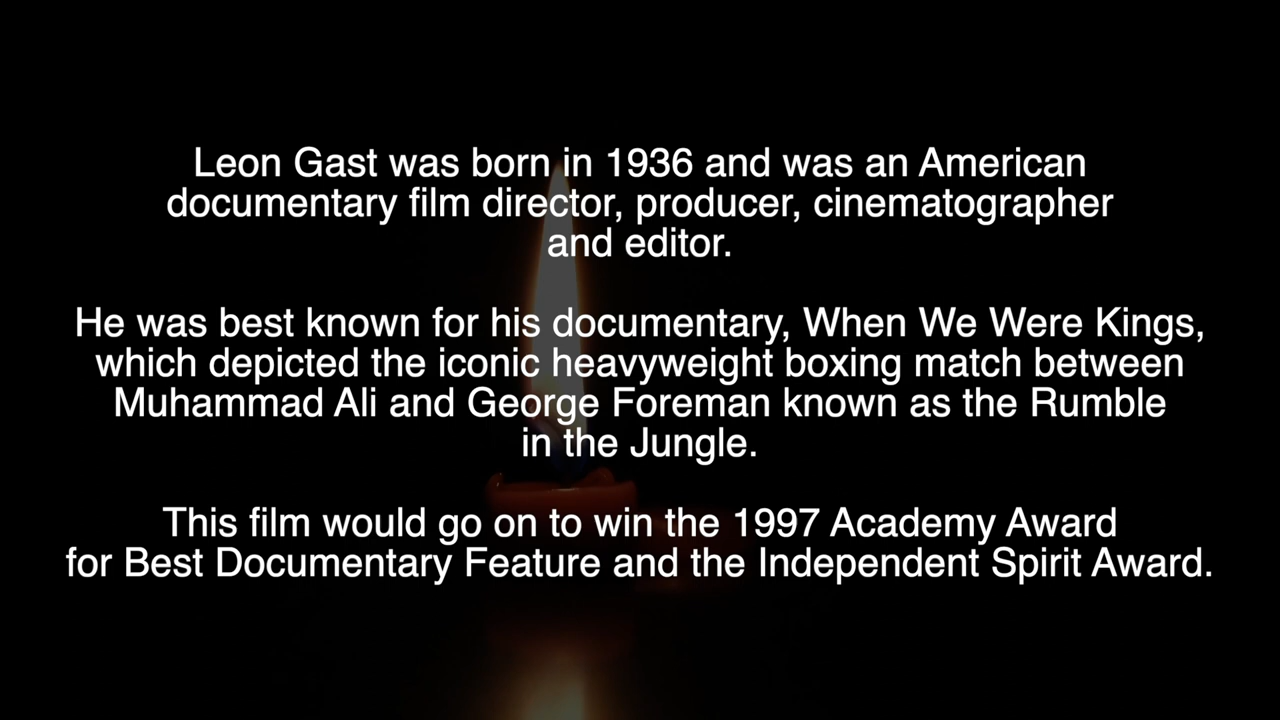 Leon Gast was born in 1936 and was an American
documentary film director, producer, cinematographer
and editor.
He was best known for his documentary, When We Were Kings,
which depicted the iconic heavyweight boxing match between
Muhammad Ali and George Foreman known as the Rumble
in the Jungle.
This film would go on to win the 1997 Academy Award
for Best Documentary Feature and the Independent Spirit Award.